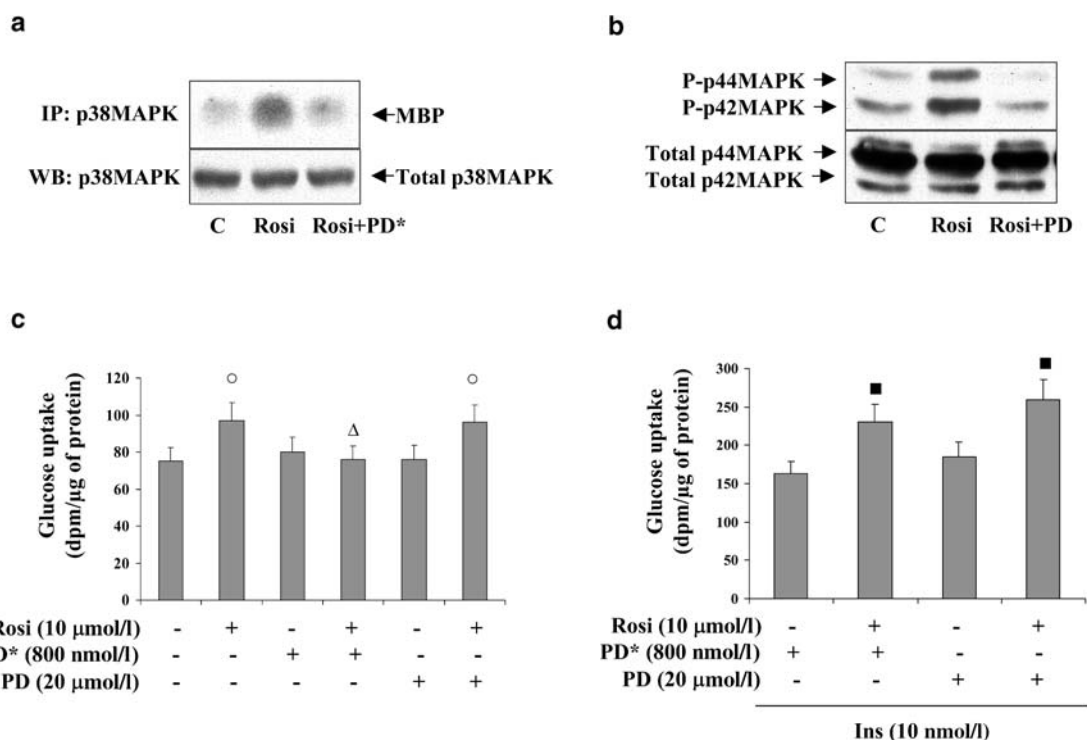 a
IP: p38MAPK
MBP
WB: p38MAPK
Total p38MAPK
C Rosi Rosi+PD*
b
P-p44MAPK
P-p42MAPK
Total p44MAPK
Total p42MAPK
C Rosi Rosi+PD
c
Glucose uptake
(dpm/µg of protein)
120
100
80
60
40
20
0
Rosi (10 µmol/l) - + - + - +
D* (800 nmol/l) - - + + - -
PD (20 µmol/l) - - - - + +
d
Glucose uptake
(dpm/µg of protein)
300
250
200
150
100
50
0
Rosi (10 µmol/l) - + - +
PD* (800 nmol/l) + + - -
PD (20 µmol/l) - - + +
Ins (10 nmol/l)